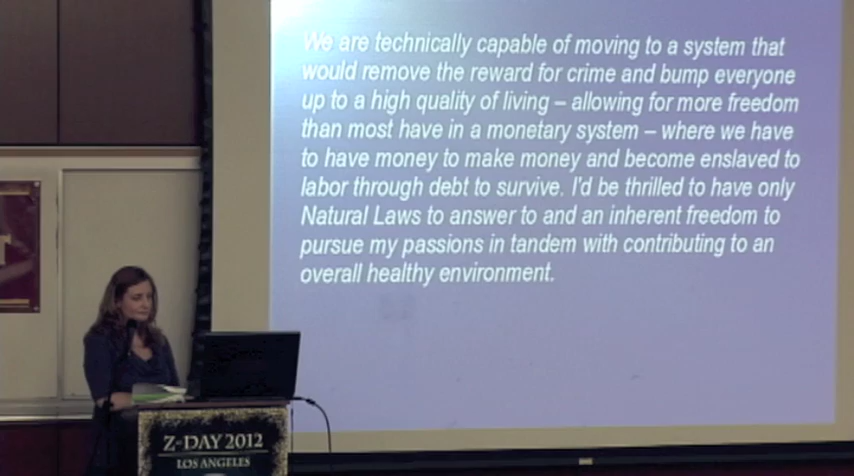 We are technically capable of moving to a system that
would remove the reward for crime and bump everyone
up to a high quality of living – allowing for more freedom
than most have in a monetary system – where we have
to have money to make money and become enslaved to
labor through debt to survive. I'd be thrilled to have only
Natural Laws to answer to and an inherent freedom to
pursue my passions in tandem with contributing to an
overall healthy environment.
Z-DAY 2012
LOS ANGELES